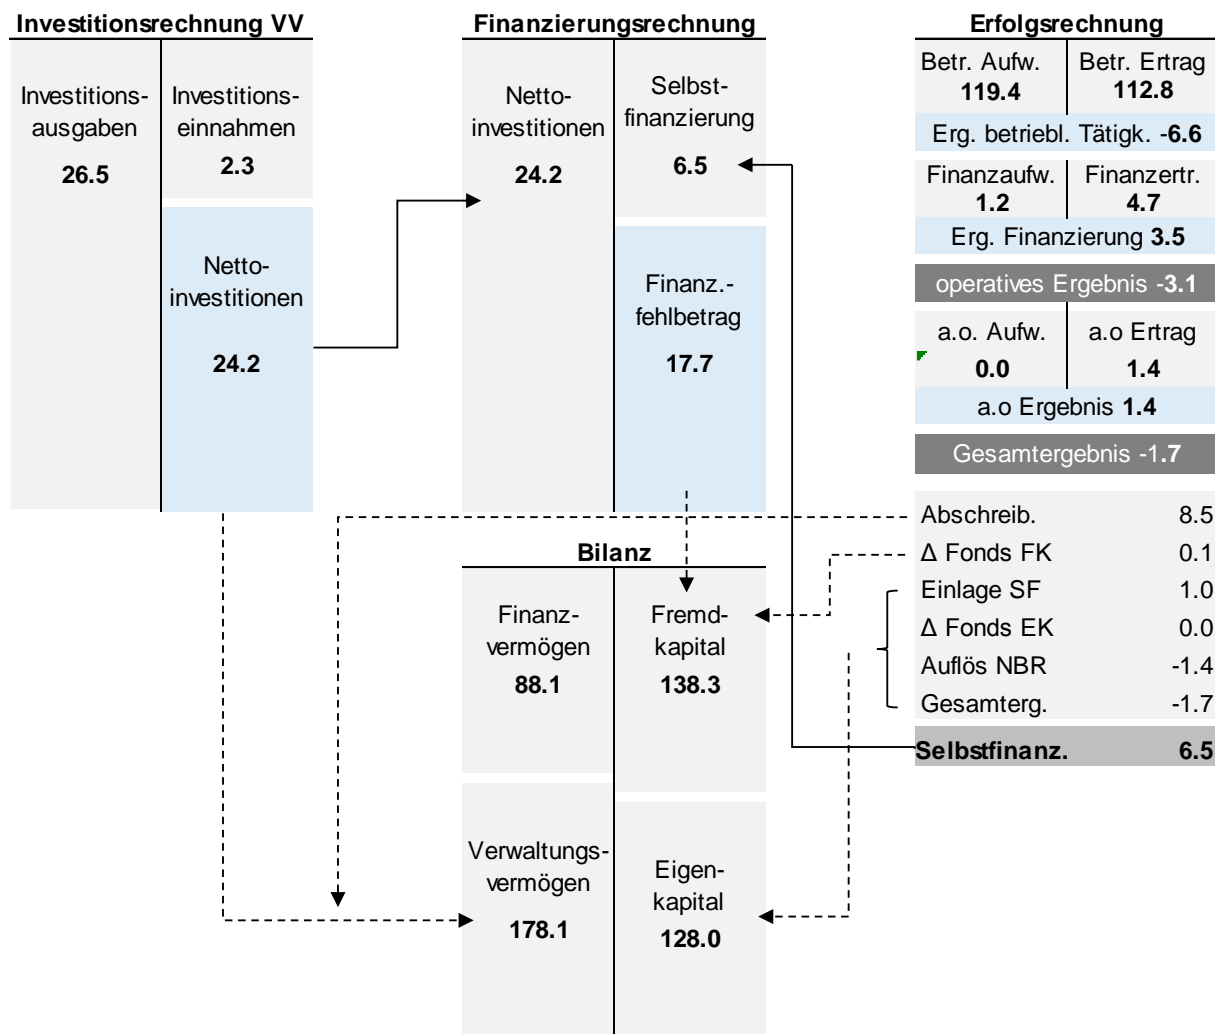 Investitionsrechnung VV
Investitions-
ausgaben
26.5
Investitions-
einnahmen
2.3
Netto-
investitionen
24.2
Finanzierungsrechnung
Netto-
investitionen
24.2
Selbst-
finanzierung
6.5
Finanz.-
fehlbetrag
17.7
Erfolgsrechnung
Betr. Aufw.
119.4
Betr. Ertrag
112.8
Erg. betriebl. Tätigk. -6.6
Finanzaufw.
1.2
Finanzertr.
4.7
Erg. Finanzierung 3.5
operatives Ergebnis -3.1
a.o. Aufw.
0.0
a.o Ertrag
1.4
a.o Ergebnis 1.4
Gesamtergebnis -1.7
Abschreib. 8.5
Δ Fonds FK 0.1
Einlage SF 1.0
Δ Fonds EK 0.0
Auflös NBR -1.4
Gesamterg. -1.7
Selbstfinanz. 6.5
Bilanz
Finanz-
vermögen
88.1
Fremd-
kapital
138.3
Verwaltungs-
vermögen
178.1
Eigen-
kapital
128.0